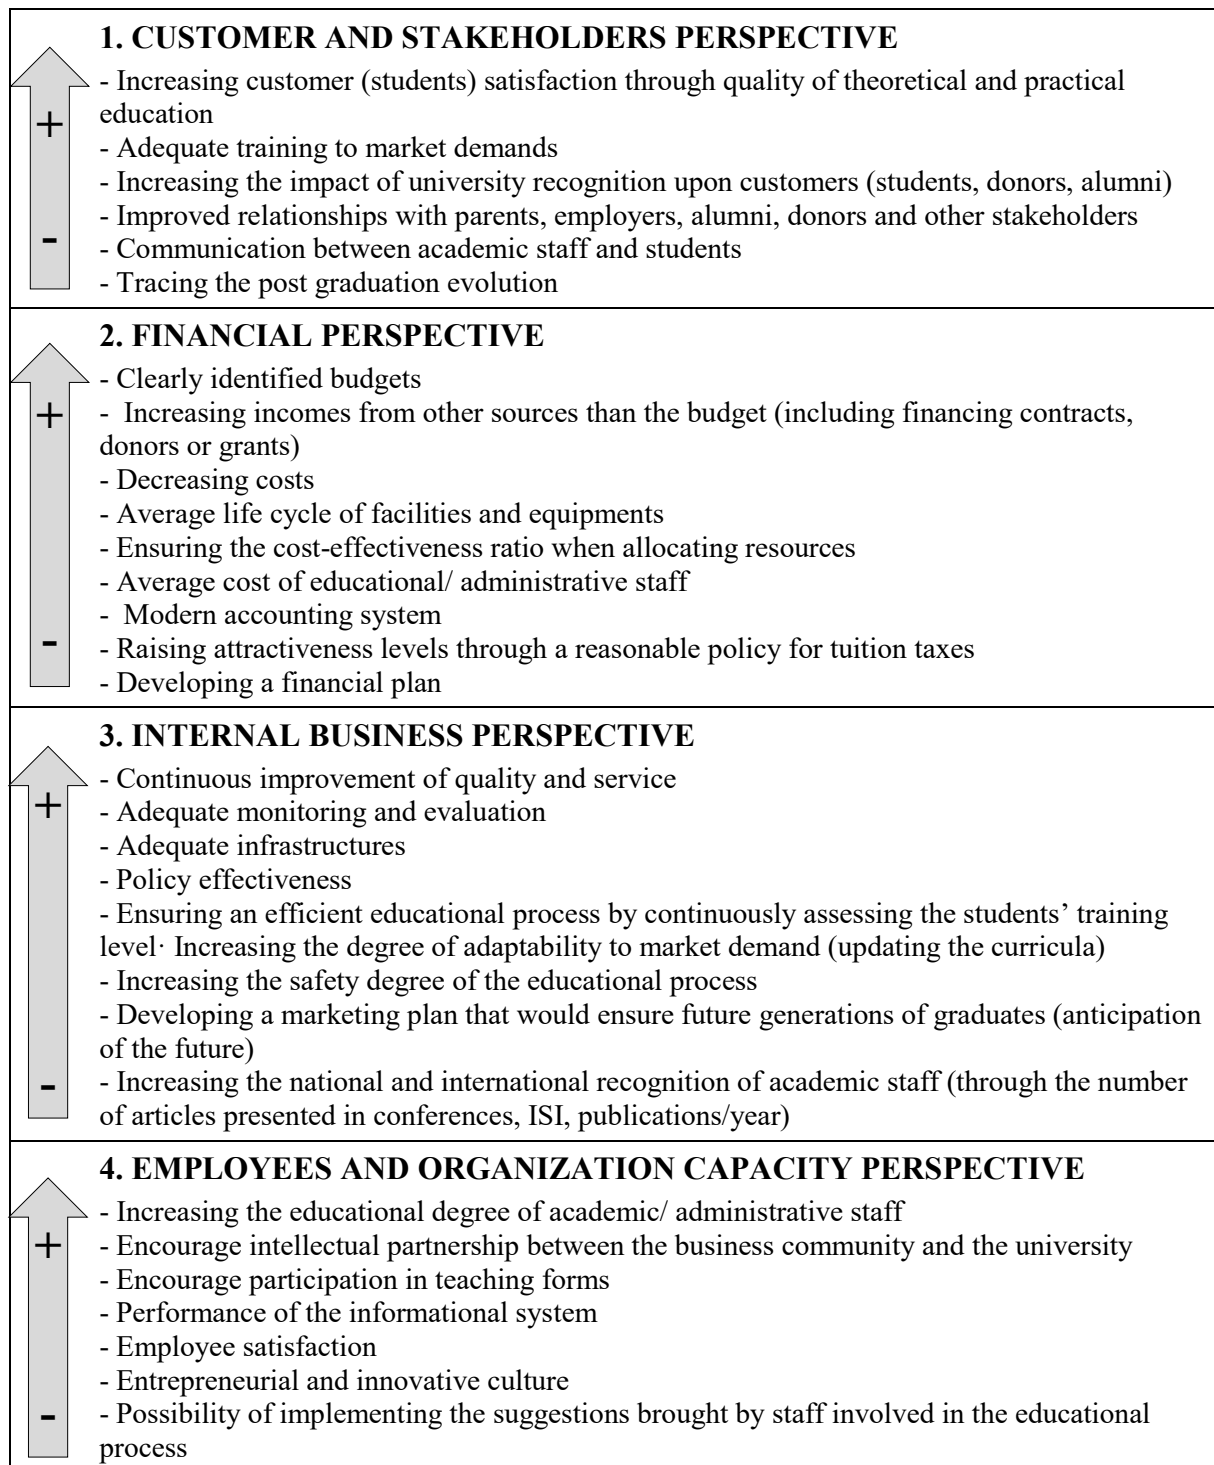 1. CUSTOMER AND STAKEHOLDERS PERSPECTIVE
- Increasing customer (students) satisfaction through quality of theoretical and practical
education
- Adequate training to market demands
- Increasing the impact of university recognition upon customers (students, donors, alumni)
- Improved relationships with parents, employers, alumni, donors and other stakeholders
- Communication between academic staff and students
- Tracing the post graduation evolution
+
-
2. FINANCIAL PERSPECTIVE
- Clearly identified budgets
- Increasing incomes from other sources than the budget (including financing contracts,
donors or grants)
- Decreasing costs
- Average life cycle of facilities and equipments
- Ensuring the cost-effectiveness ratio when allocating resources
- Average cost of educational/ administrative staff
- Modern accounting system
- Raising attractiveness levels through a reasonable policy for tuition taxes
- Developing a financial plan
+
-
3. INTERNAL BUSINESS PERSPECTIVE
- Continuous improvement of quality and service
- Adequate monitoring and evaluation
- Adequate infrastructures
- Policy effectiveness
- Ensuring an efficient educational process by continuously assessing the students’ training
level· Increasing the degree of adaptability to market demand (updating the curricula)
- Increasing the safety degree of the educational process
- Developing a marketing plan that would ensure future generations of graduates (anticipation
of the future)
- Increasing the national and international recognition of academic staff (through the number
of articles presented in conferences, ISI, publications/year)
+
-
4. EMPLOYEES AND ORGANIZATION CAPACITY PERSPECTIVE
- Increasing the educational degree of academic/ administrative staff
- Encourage intellectual partnership between the business community and the university
- Encourage participation in teaching forms
- Performance of the informational system
- Employee satisfaction
- Entrepreneurial and innovative culture
- Possibility of implementing the suggestions brought by staff involved in the educational
process
+
-